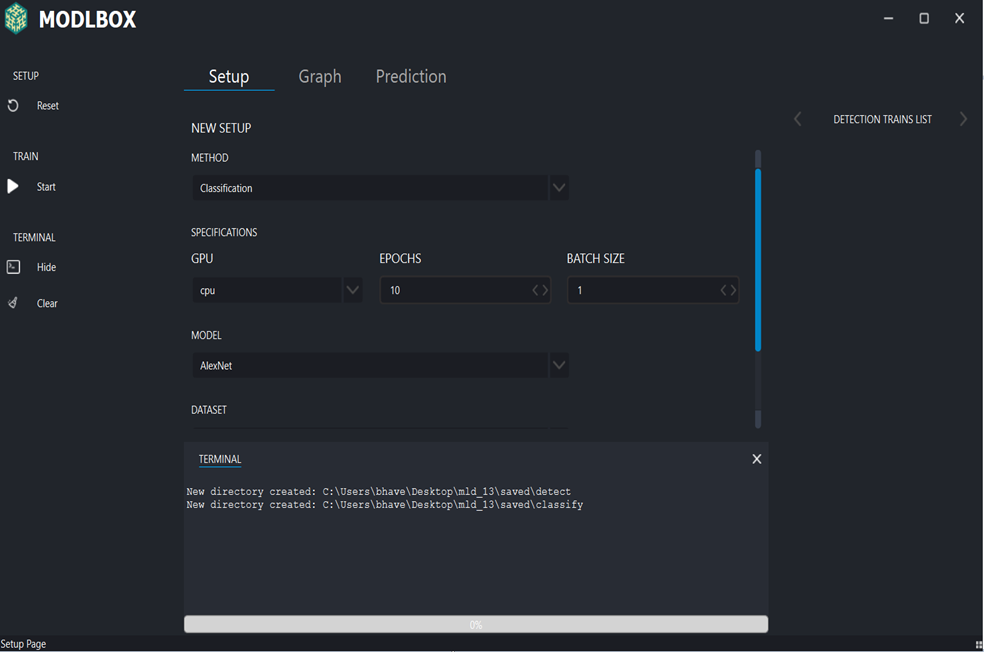 MODLBOX
SETUP
Reset
TRAIN
Start
TERMINAL
Hide
Clear
Setup Graph Prediction
NEW SETUP
METHOD
Classification
SPECIFICATIONS
GPU EPOCHS BATCH SIZE
cpu 10 1
MODEL
AlexNet
DATASET
DETECTION TRAINS LIST
TERMINAL
New directory created: C:\Users\bhave\Desktop\mld_13\saved\detect
New directory created: C:\Users\bhave\Desktop\mld_13\saved\classify
0%
Setup Page